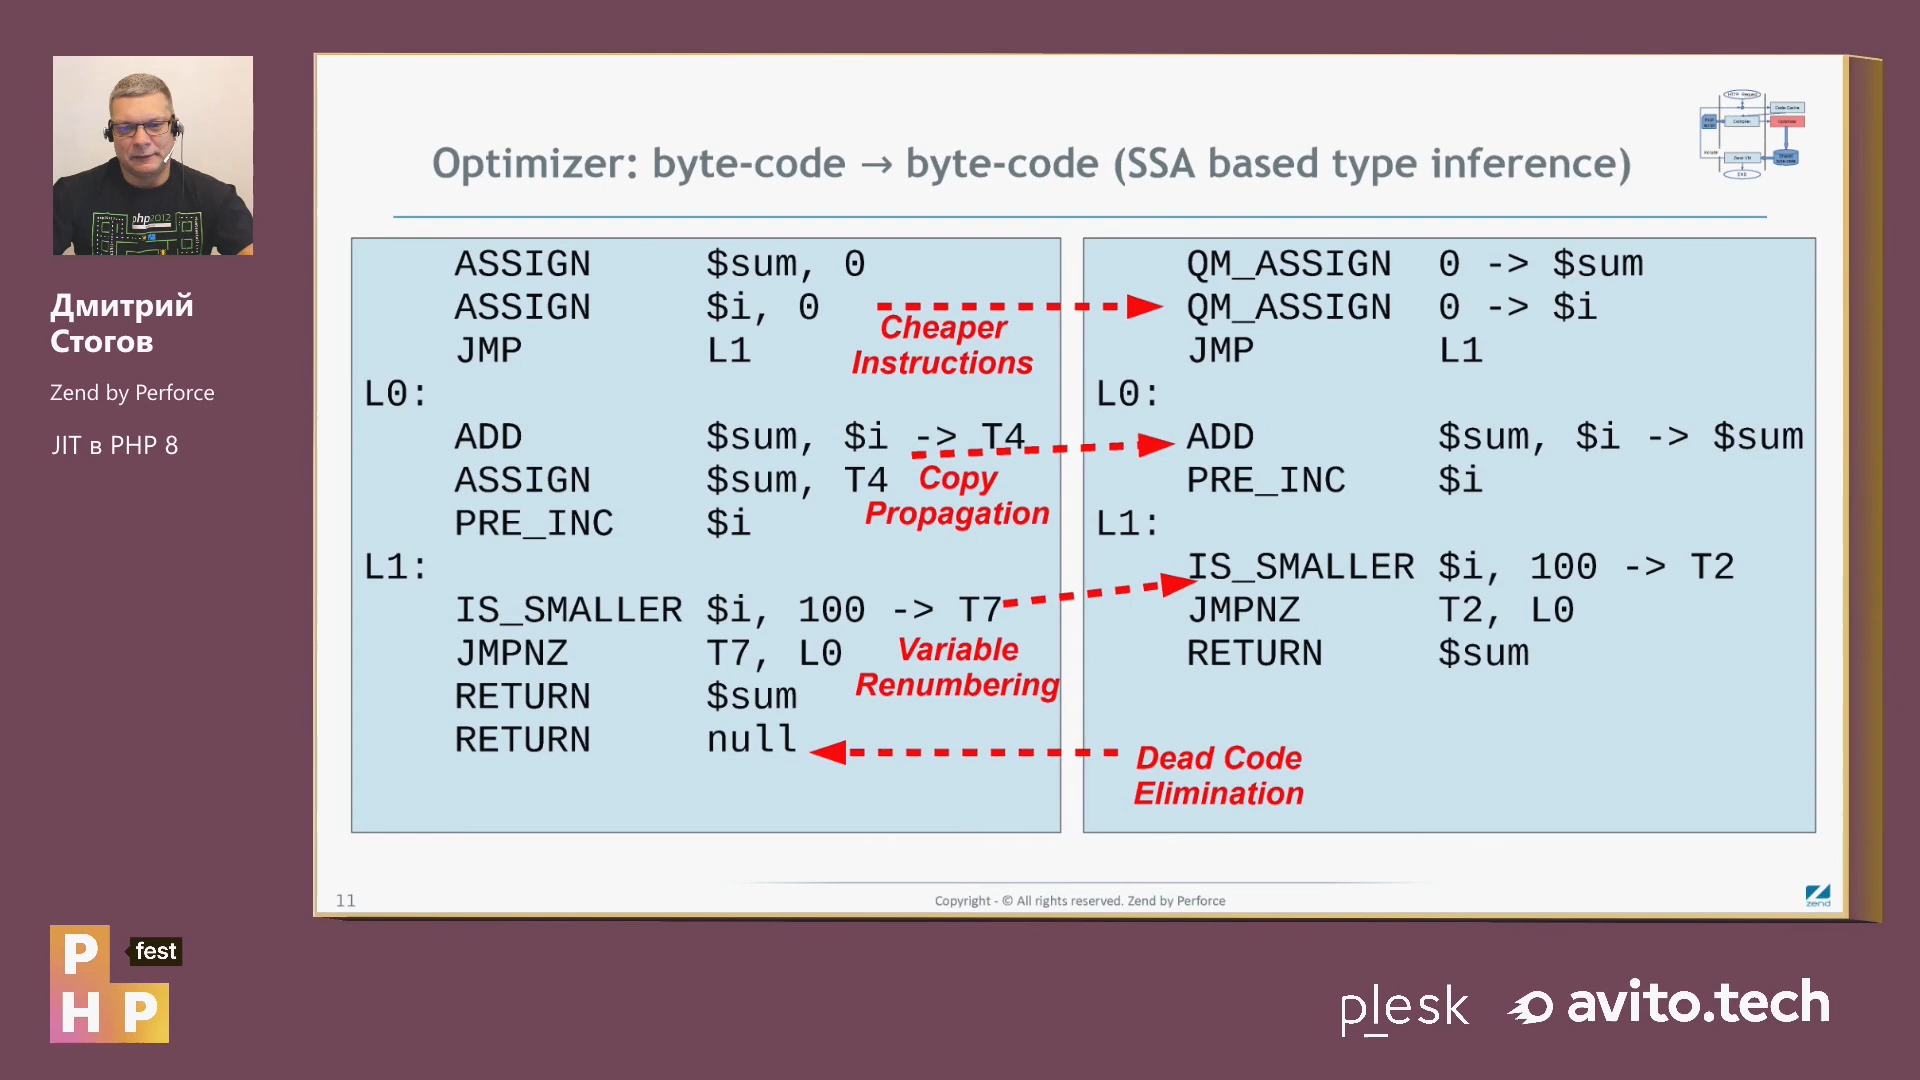 Дмитрий
Стогов
Zend by Perforce
JIT в PHP 8
php2012
Optimizer: byte-code → byte-code (SSA based type inference)
ASSIGN $sum, 0
ASSIGN $i, 0
JMP L1
L0:
ADD $sum, $i -> T4
ASSIGN $sum, T4
PRE_INC $i
L1:
IS_SMALLER $i, 100 -> T7
JMPNZ T7, L0
RETURN $sum
RETURN null
Cheaper
Instructions
Copy
Propagation
Variable
Renumbering
QM_ASSIGN 0 -> $sum
QM_ASSIGN 0 -> $i
JMP L1
L0:
ADD $sum, $i -> $sum
PRE_INC $i
L1:
IS_SMALLER $i, 100 -> T2
JMPNZ T2, L0
RETURN $sum
Dead Code
Elimination
11
Copyright - © All rights reserved. Zend by Perforce
zend
PHP fest
plesk
avito.tech